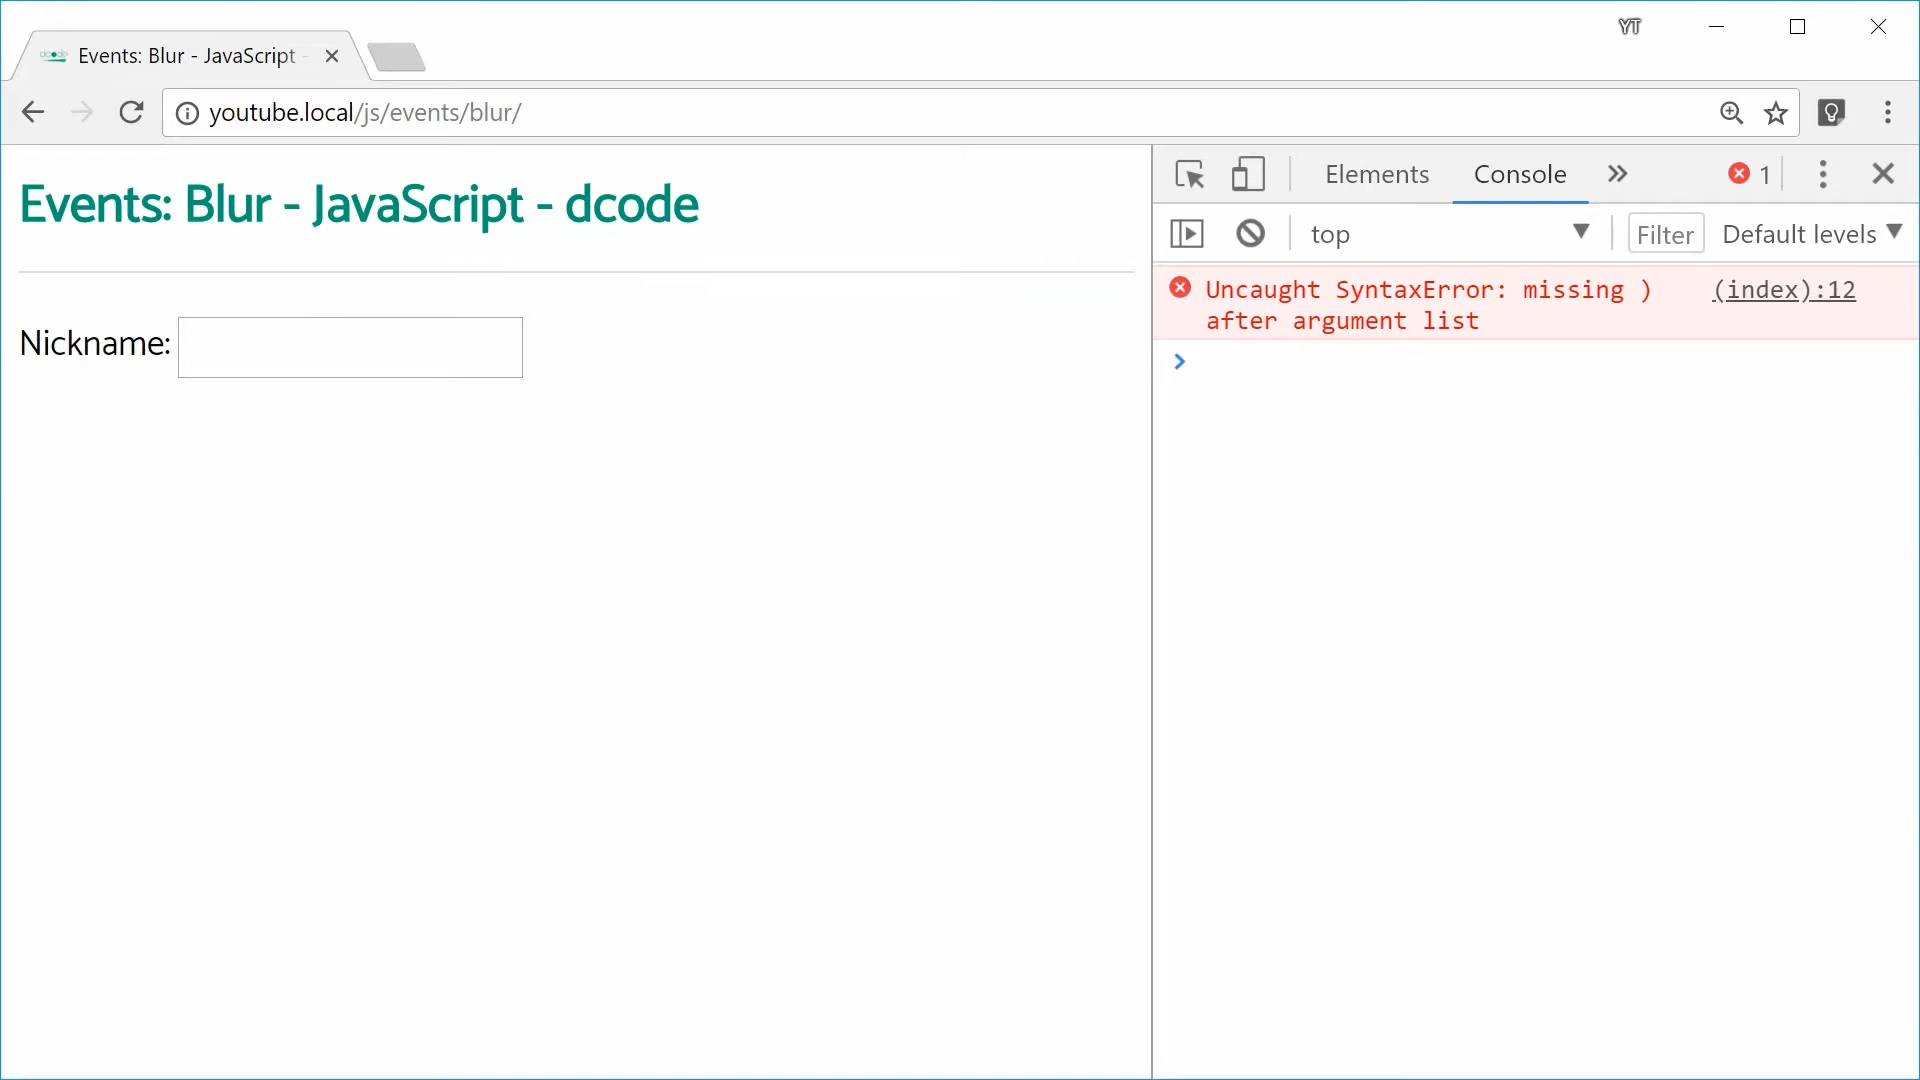 YT
Events: Blur - JavaScript -
youtube.local/js/events/blur/
Events: Blur - JavaScript - dcode
Nickname:
Elements Console 1
top Filter Default levels
Uncaught SyntaxError: missing ) (index):12
after argument list